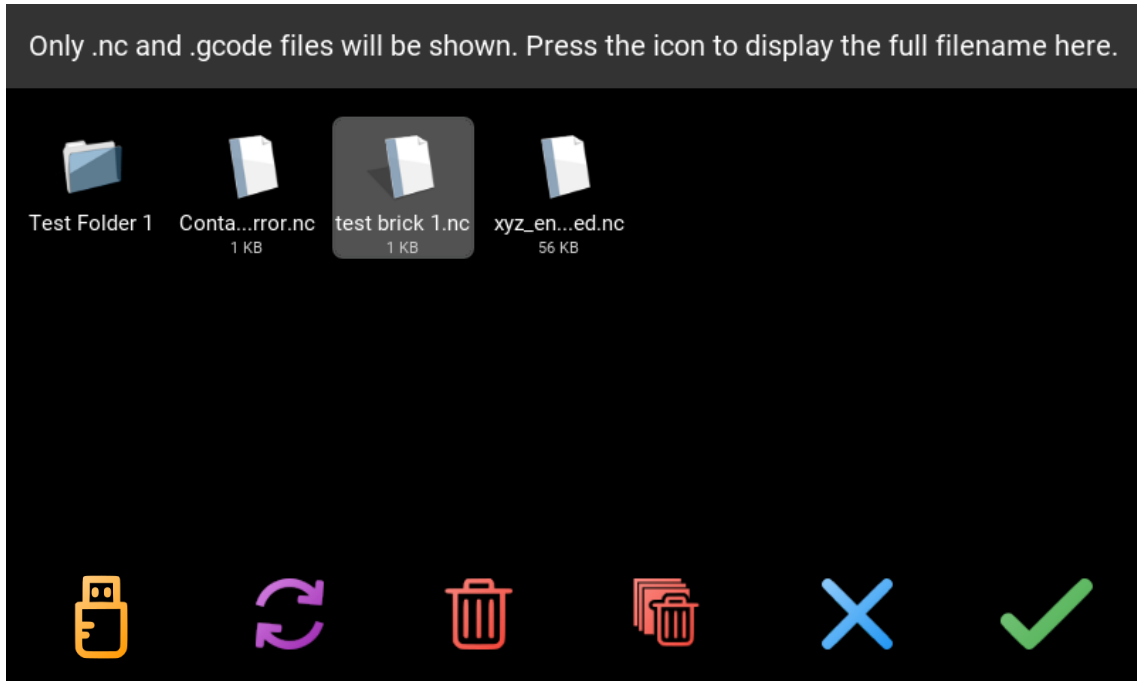 Only .nc and .gcode files will be shown. Press the icon to display the full filename here.
Test Folder 1
Conta...rror.nc
1 KB
test brick 1.nc
1 KB
xyz_en...ed.nc
56 KB